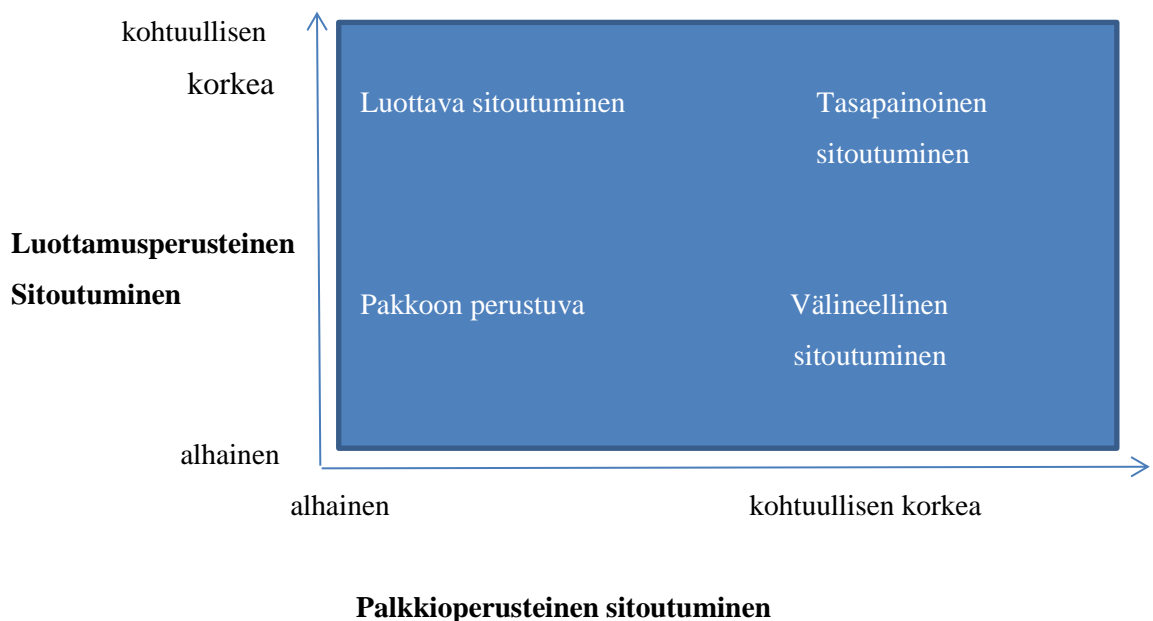 kohtuullisen
korkea
Luottava sitoutuminen
Tasapainoinen
sitoutuminen
Luottamusperusteinen
Sitoutuminen
Pakkoon perustuva
Välineellinen
sitoutuminen
alhainen
alhainen
kohtuullisen korkea
Palkkioperusteinen sitoutuminen